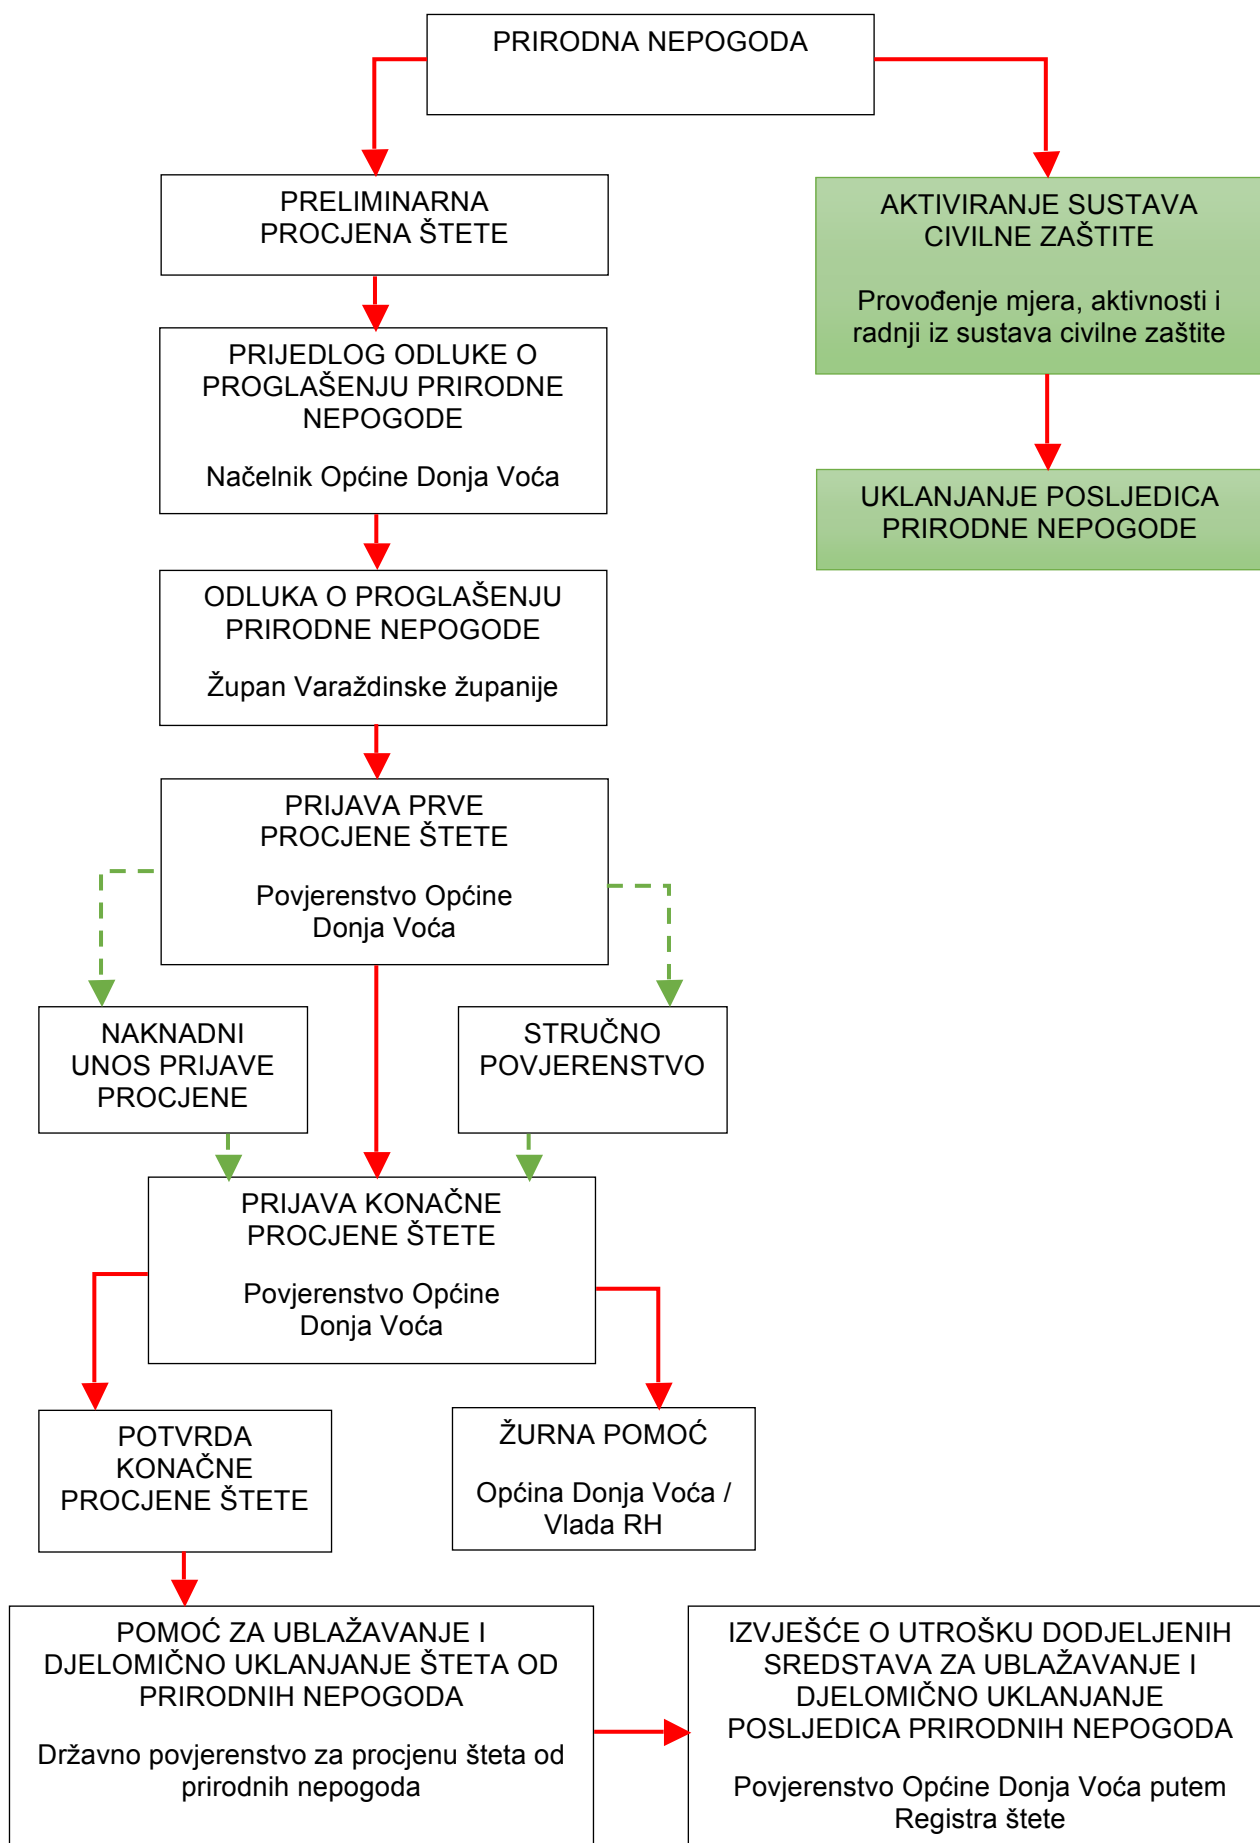 PRIRODNA NEPOGODA
PRELIMINARNA
PROCJENA ŠTETE
AKTIVIRANJE SUSTAVA
CIVILNE ZAŠTITE
Provođenje mjera, aktivnosti i
radnji iz sustava civilne zaštite
PRIJEDLOG ODLUKE O
PROGLAŠENJU PRIRODNE
NEPOGODE
Načelnik Općine Donja Voća
UKLANJANJE POSLJEDICA
PRIRODNE NEPOGODE
ODLUKA O PROGLAŠENJU
PRIRODNE NEPOGODE
Župan Varaždinske županije
PRIJAVA PRVE
PROCJENE ŠTETE
Povjerenstvo Općine
Donja Voća
NAKNADNI
UNOS PRIJAVE
PROCJENE
STRUČNO
POVJERENSTVO
PRIJAVA KONAČNE
PROCJENE ŠTETE
Povjerenstvo Općine
Donja Voća
POTVRDA
KONAČNE
PROCJENE ŠTETE
ŽURNA POMOĆ
Općina Donja Voća /
Vlada RH
POMOĆ ZA UBLAŽAVANJE I
DJELOMIČNO UKLANJANJE ŠTETA OD
PRIRODNIH NEPOGODA
Državno povjerenstvo za procjenu šteta od
prirodnih nepogoda
IZVJEŠĆE O UTROŠKU DODJELJENIH
SREDSTAVA ZA UBLAŽAVANJE I
DJELOMIČNO UKLANJANJE
POSLJEDICA PRIRODNIH NEPOGODA
Povjerenstvo Općine Donja Voća putem
Registra štete